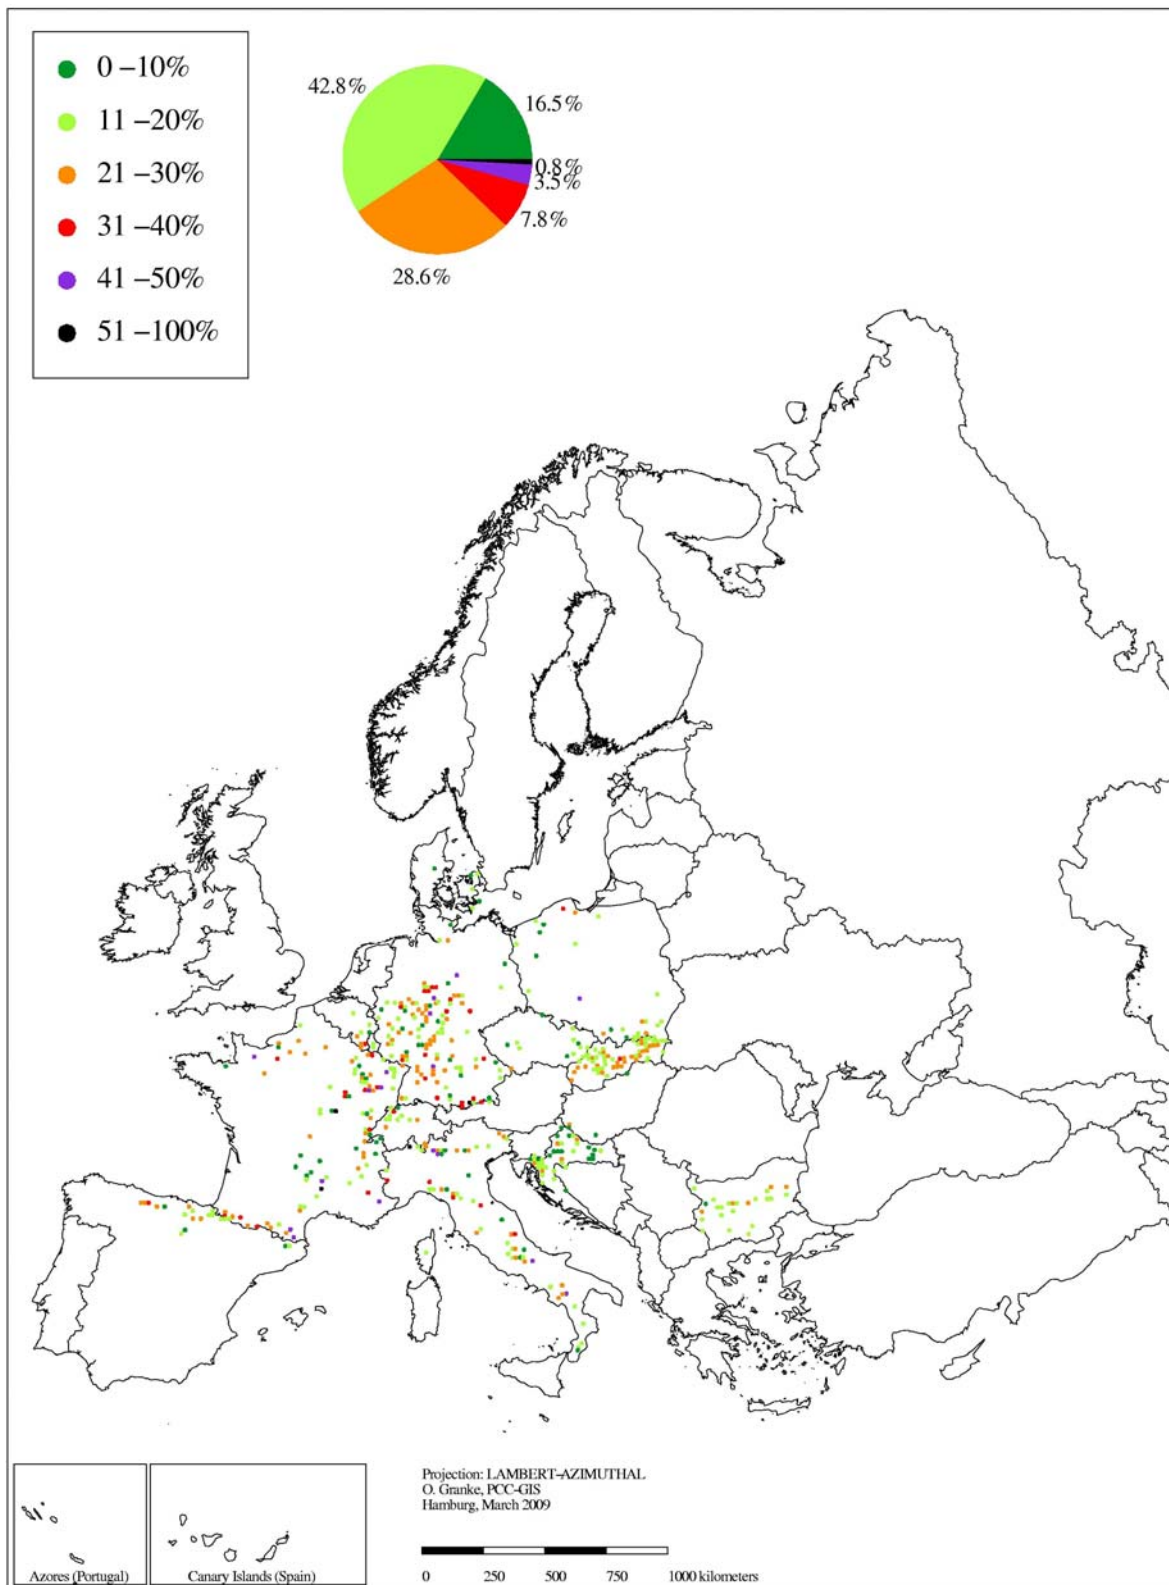 0 –10%
11 –20%
21 –30%
31 –40%
41 –50%
51 –100%
42.8%
16.5%
0.8%
3.5%
7.8%
28.6%
Projection: LAMBERT-AZIMUTHAL
O. Granke, PCC-GIS
Hamburg, March 2009
Azores (Portugal)
Canary Islands (Spain)
0 250 500 750 1000 kilometers